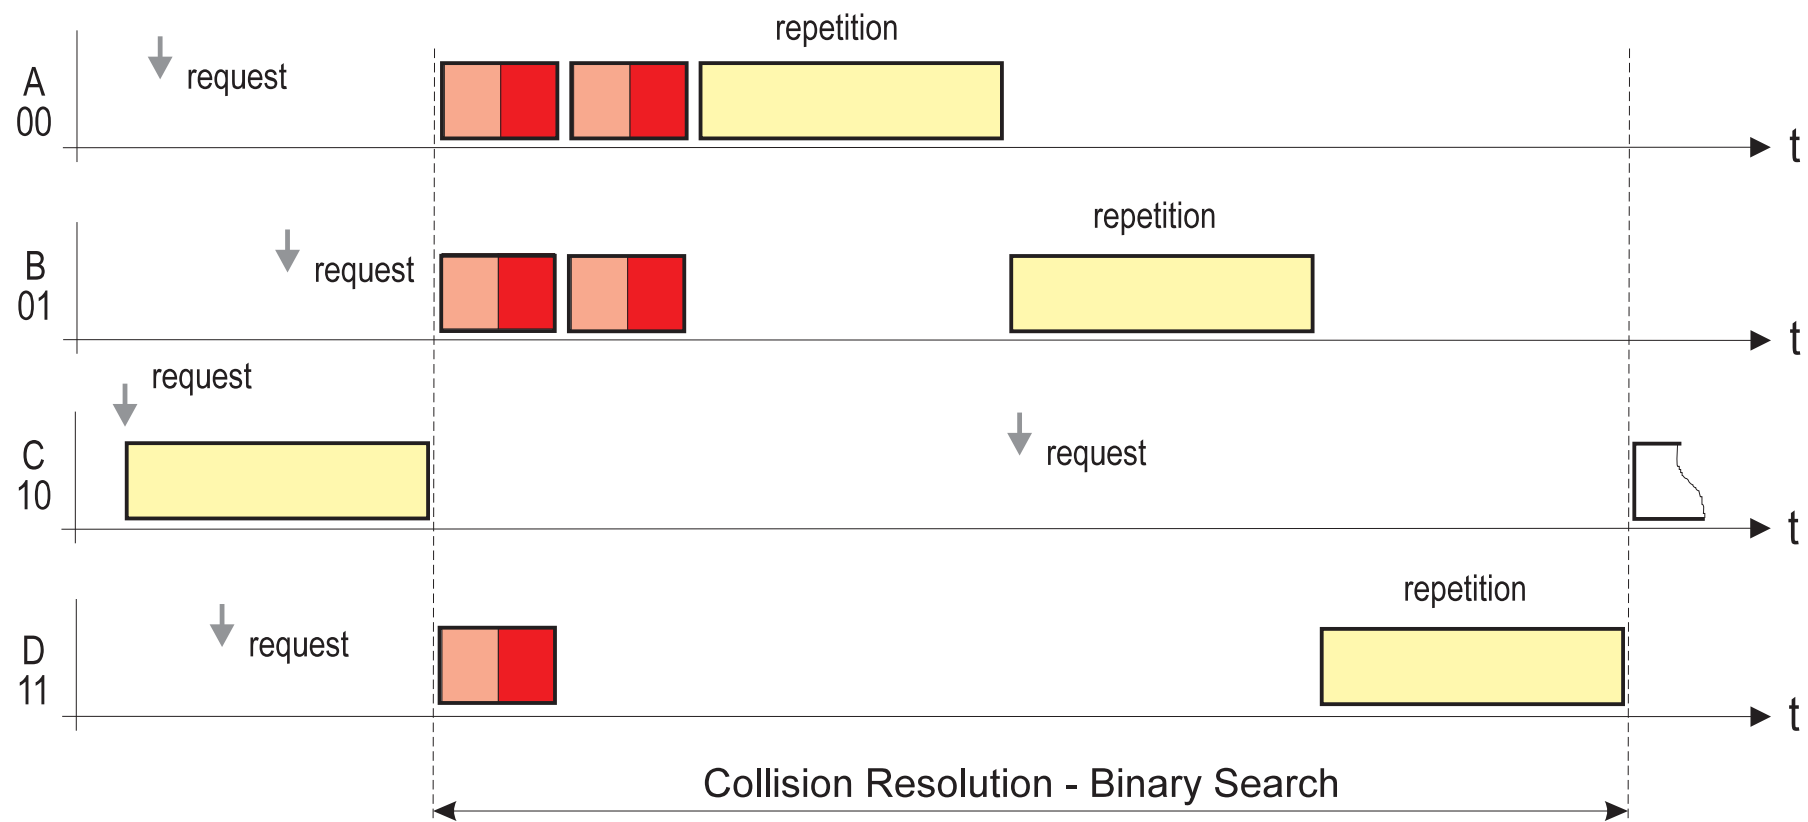 repetition
A
00
request
t
repetition
B
01
request
t
request
C
10
request
t
repetition
D
11
request
t
Collision Resolution - Binary Search